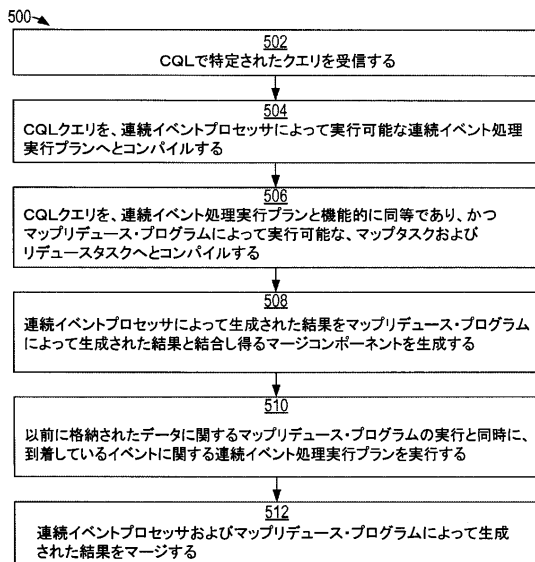 500
502
CQLで特定されたクエリを受信する
504
CQLクエリを、連続イベントプロセッサによって実行可能な連続イベント処理
実行プランへとコンパイルする
506
CQLクエリを、連続イベント処理実行プランと機能的に同等であり、かつ
マップリデュース・プログラムによって実行可能な、マップタスクおよび
リデュースタスクへとコンパイルする
508
連続イベントプロセッサによって生成された結果をマップリデュース・プログラム
によって生成された結果と結合し得るマージコンポーネントを生成する
510
以前に格納されたデータに関するマップリデュース・プログラムの実行と同時に、
到着しているイベントに関する連続イベント処理実行プランを実行する
512
連続イベントプロセッサおよびマップリデュース・プログラムによって生成
された結果をマージする